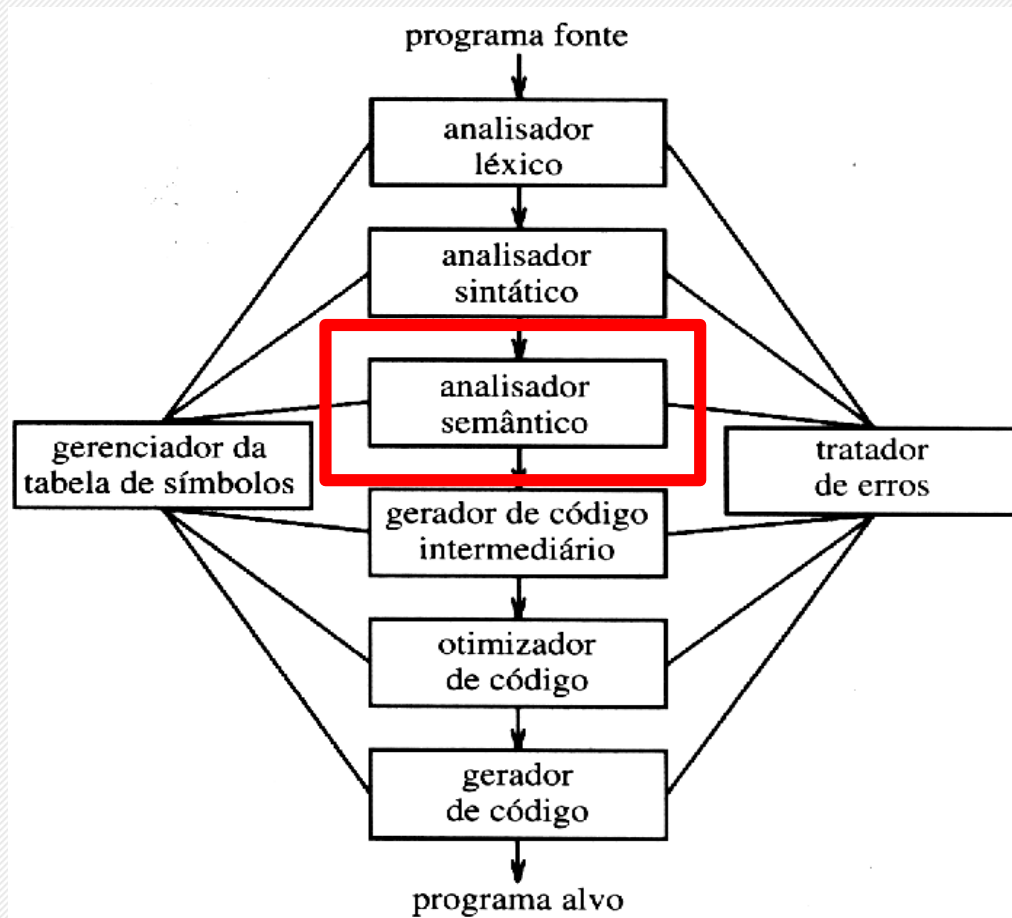 programa fonte
analisador
léxico
analisador
sintático
analisador
semântico
gerenciador da
tabela de símbolos
tratador
de erros
gerador de código
intermediário
otimizador
de código
gerador
de código
programa alvo